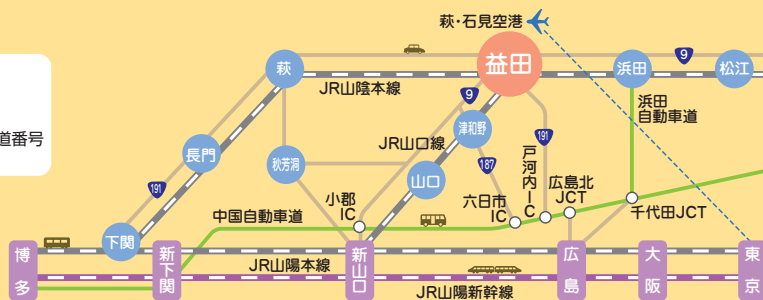 萩・石見空港
益田
9
萩
浜田
松江
JR山陰本線
9
浜田
自動車道
道番号
津和野
JR山口線
191
長門
秋芳洞
187
戸河内IC
山口
191
六日市
IC
広島北
JCT
小郡
IC
中国自動車道
千代田JCT
下関
博多
新下関
JR山陽本線
新山口
広島
大阪
東京
JR山陽新幹線